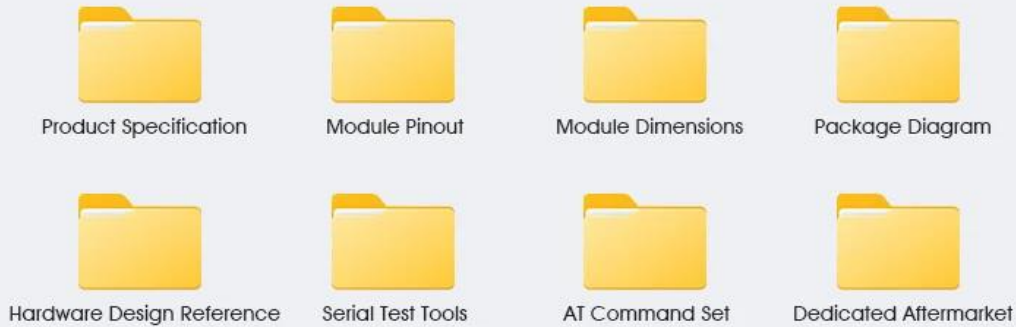 Product Specification
Module Pinout
Module Dimensions
Package Diagram
Hardware Design Reference
Serial Test Tools
AT Command Set
Dedicated Aftermarket